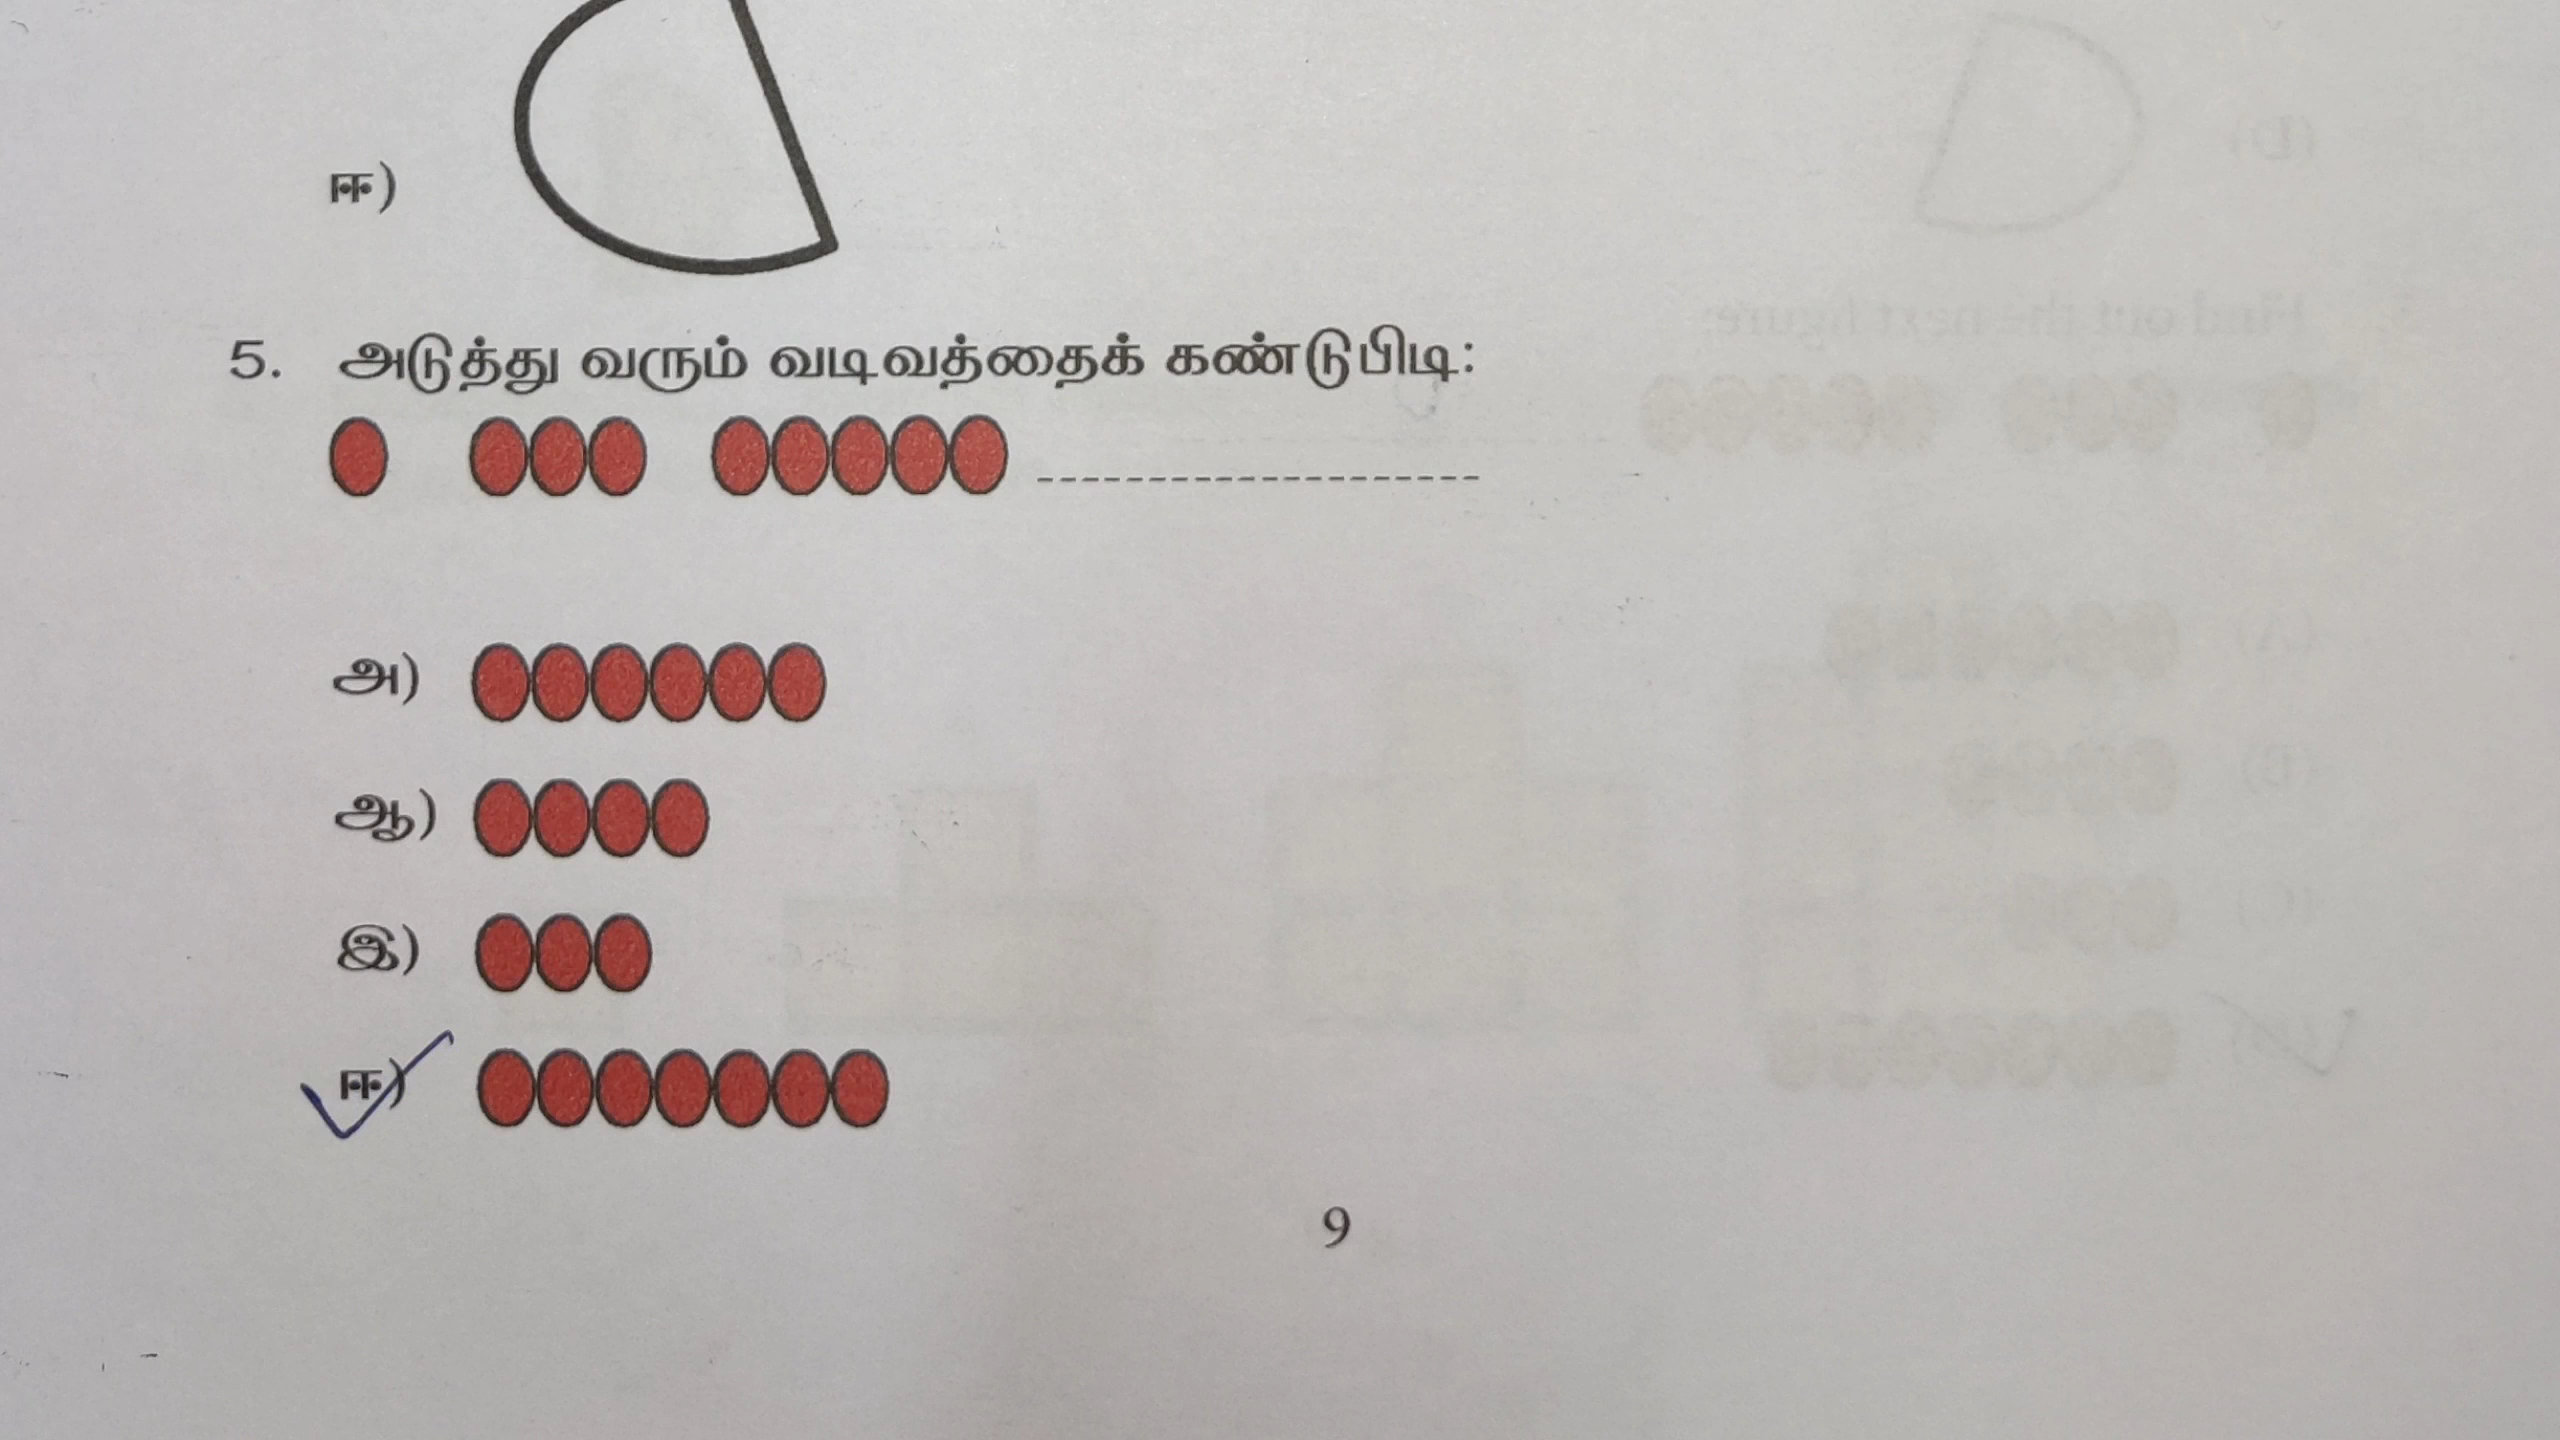 ஈ)
5. அடுத்து வரும் வடிவத்தைக் கண்டுபிடி:
அ)
ஆ)
இ)
ஈ)
9